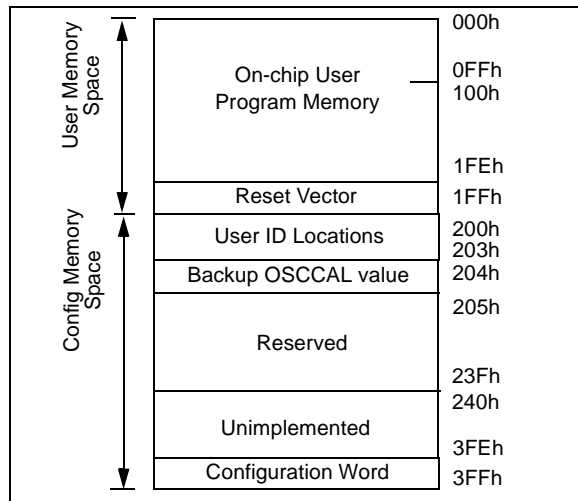 000h
On-chip User
Program Memory
0FFh
100h
1FEh
Reset Vector
1FFh
User Memory
Space
User ID Locations
200h
203h
Backup OSCCAL value
204h
205h
Reserved
23Fh
240h
Unimplemented
3FEh
Configuration Word
3FFh
Config Memory
Space